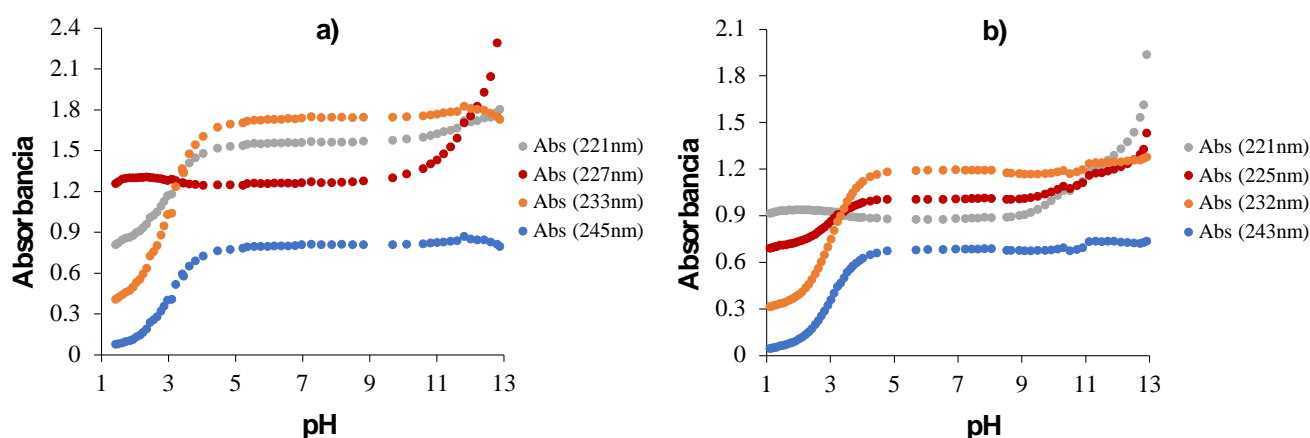 a)
Absorbancia
2.4
2.1
1.8
1.5
1.2
0.9
0.6
0.3
0
1 3 5 7 9 11 13
pH
Abs (221nm)
Abs (227nm)
Abs (233nm)
Abs (245nm)
b)
Absorbancia
2.1
1.8
1.5
1.2
0.9
0.6
0.3
0
1 3 5 7 9 11 13
pH
Abs (221nm)
Abs (225nm)
Abs (232nm)
Abs (243nm)